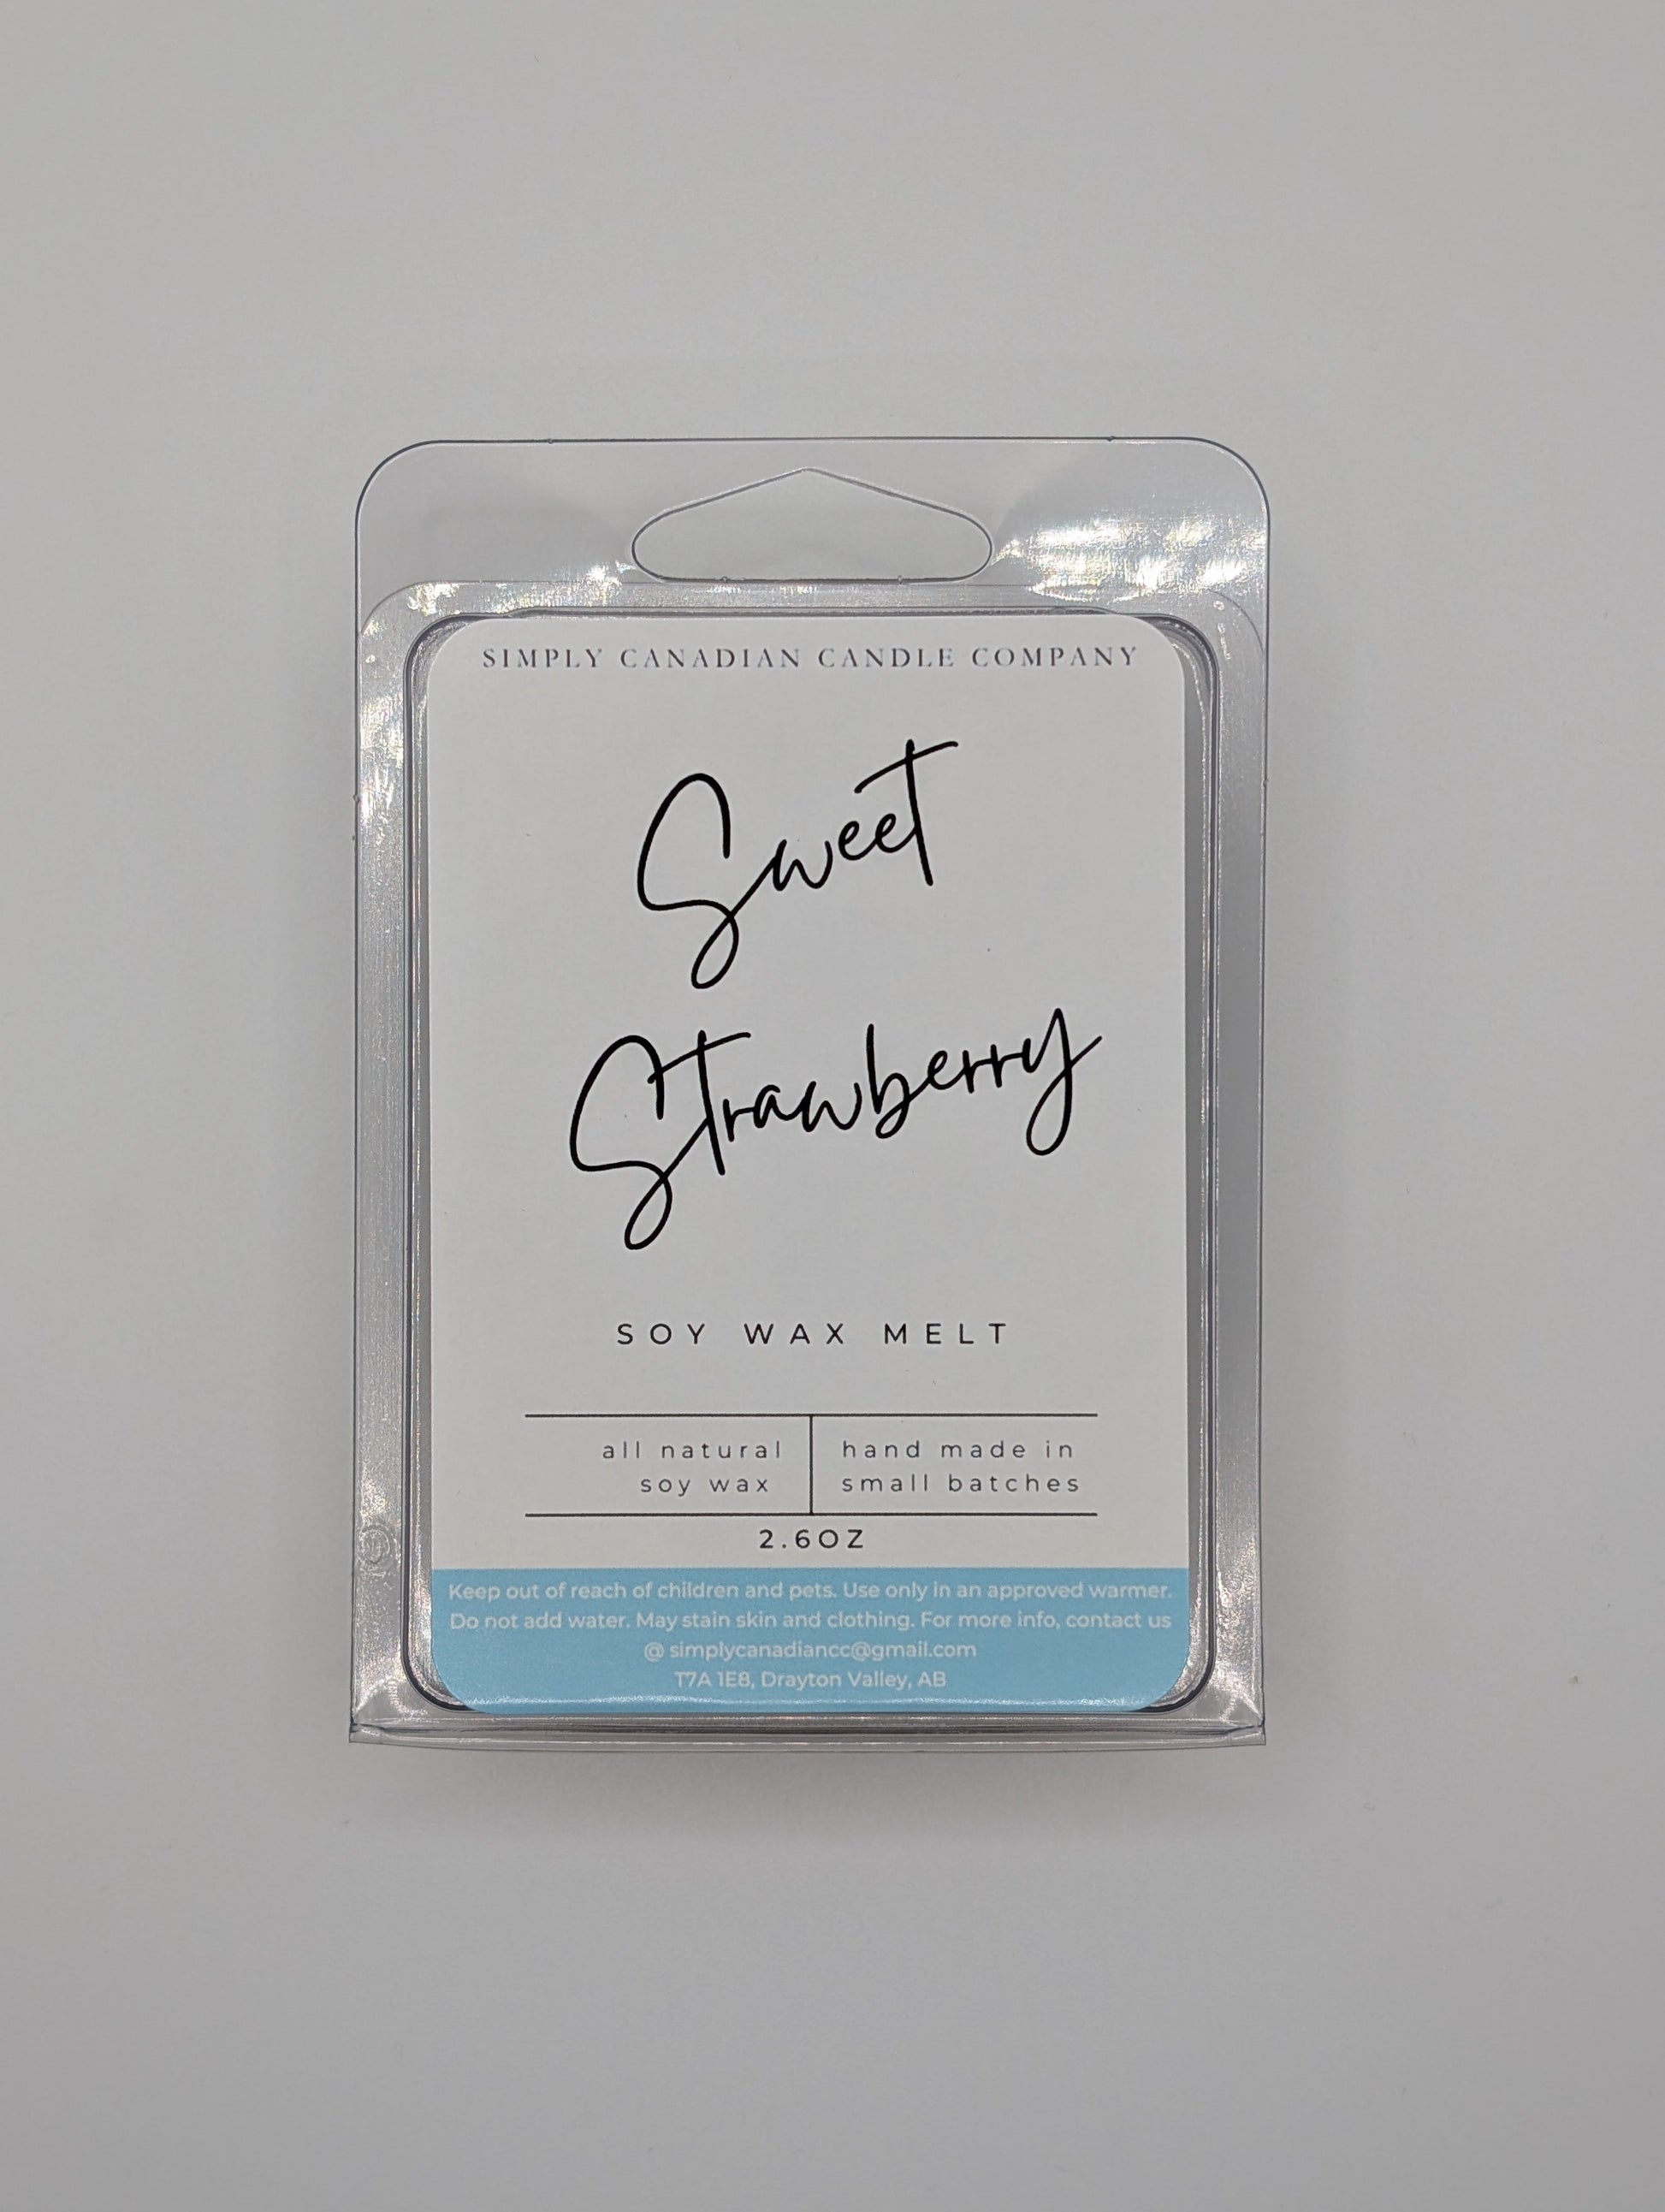 SIMPLY CANADIAN CANDLE COMPANY
Sweet
Strawberry
SOY WAX MELT
all natural
soy wax
hand made in
small batches
2.6OZ
Keep out of reach of children and pets. Use only in an approved warmer.
Do not add water. May stain skin and clothing. For more info, contact us
@ simplycanadiancc@gmail.com
T7A 1E8, Drayton Valley, AB